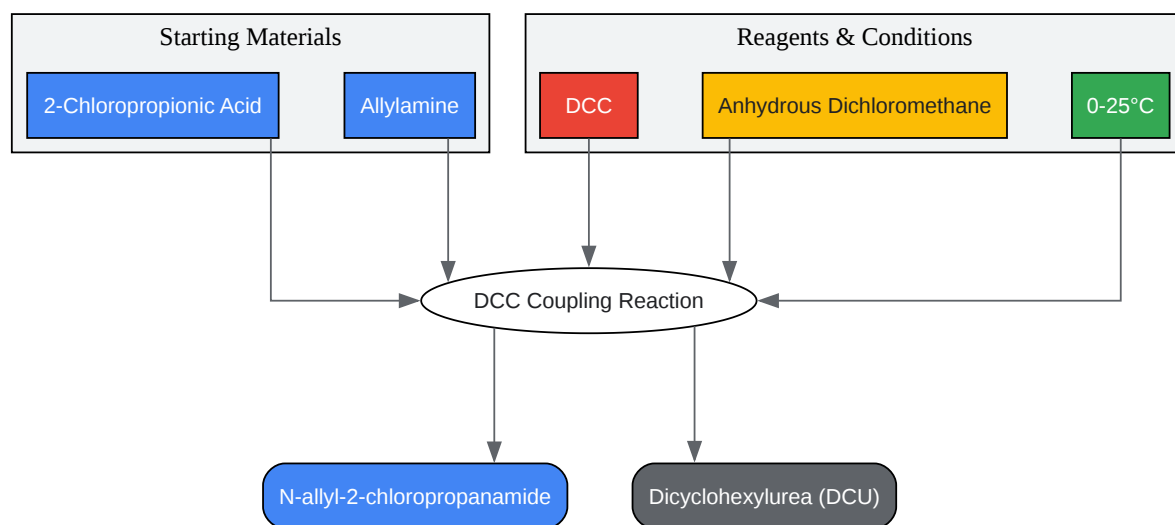 Starting Materials
Reagents & Conditions
2-Chloropropionic Acid
Allylamine
DCC
Anhydrous Dichloromethane
0-25°C
DCC Coupling Reaction
N-allyl-2-chloropropanamide
Dicyclohexylurea (DCU)